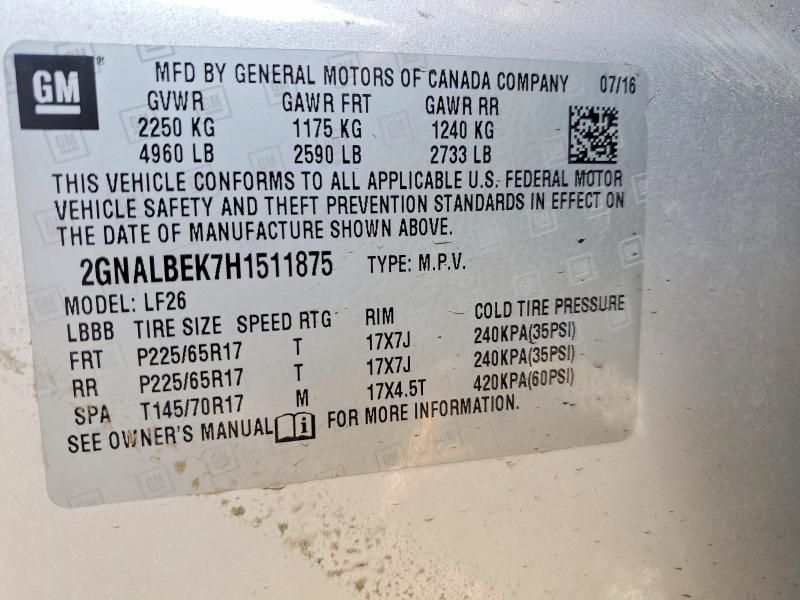 GM MFD BY GENERAL MOTORS OF CANADA COMPANY 07/16
GVWR GAWR FRT GAWR RR
2250 KG 1175 KG 1240 KG
4960 LB 2590 LB 2733 LB
THIS VEHICLE CONFORMS TO ALL APPLICABLE U.S. FEDERAL MOTOR
VEHICLE SAFETY AND THEFT PREVENTION STANDARDS IN EFFECT ON
THE DATE OF MANUFACTURE SHOWN ABOVE.
2GNALBEK7H1511875 TYPE: M.P.V.
MODEL: LF26
LBBB TIRE SIZE SPEED RTG RIM COLD TIRE PRESSURE
FRT P225/65R17 T 17X7J 240KPA(35PSI)
RR P225/65R17 T 17X7J 240KPA(35PSI)
SPA T145/70R17 M 17X4.5T 420KPA(60PSI)
SEE OWNER'S MANUAL i FOR MORE INFORMATION.